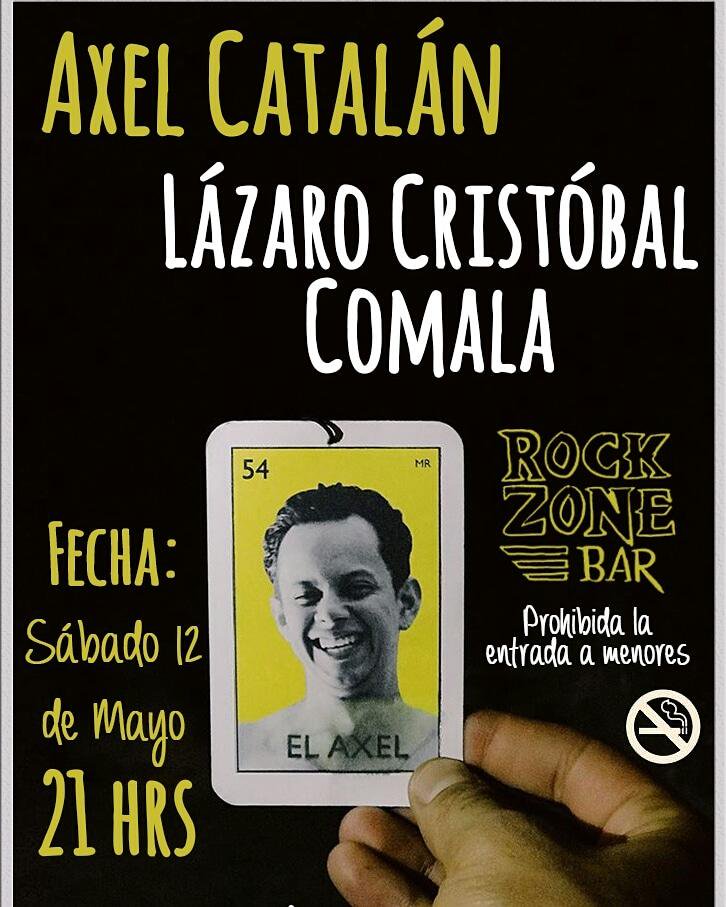 AXEL CATALÁN
LÁZARO CRISTÓBAL
COMALA
54
MR
EL AXEL
ROCK
ZONE
BAR
Prohibida la
entrada a menores
FECHA:
Sábado 12
de Mayo
21 HRS